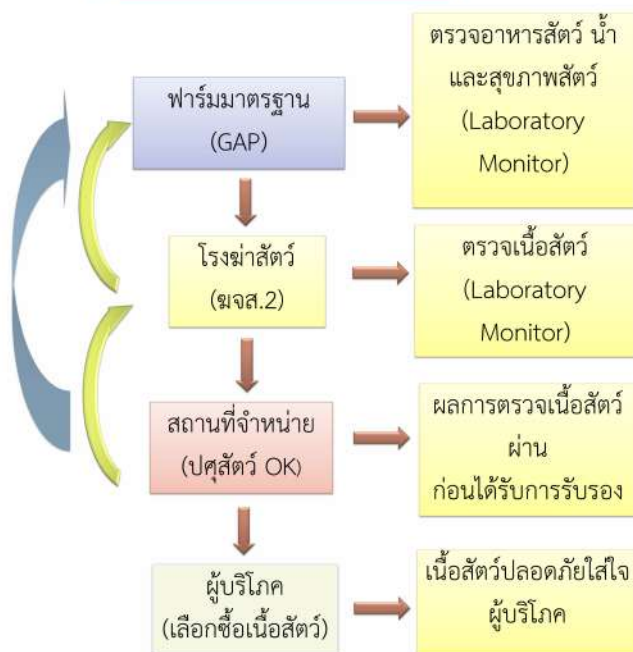 ฟาร์มมาตรฐาน
(GAP)
ตรวจอาหารสัตว์ น้ำ
และสุขภาพสัตว์
(Laboratory
Monitor)
โรงฆ่าสัตว์
(ฆจส.2)
ตรวจเนื้อสัตว์
(Laboratory
Monitor)
สถานที่จำหน่าย
(ปศุสัตว์ OK)
ผลการตรวจเนื้อสัตว์
ผ่าน
ก่อนได้รับการรับรอง
ผู้บริโภค
(เลือกซื้อเนื้อสัตว์)
เนื้อสัตว์ปลอดภัยใส่ใจ
ผู้บริโภค